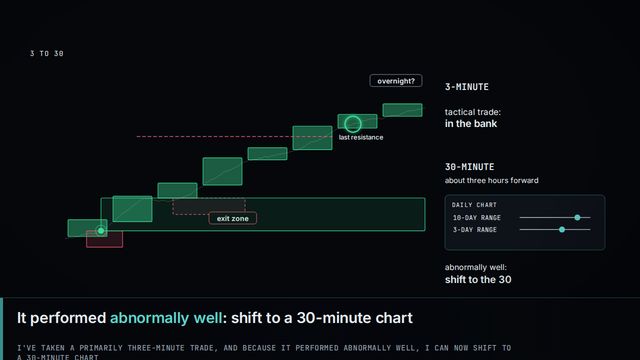 3 TO 30
overnight?
last resistance
exit zone
3-MINUTE
tactical trade:
in the bank
30-MINUTE
about three hours forward
DAILY CHART
10-DAY RANGE
3-DAY RANGE
abnormally well:
shift to the 30
It performed abnormally well: shift to a 30-minute chart
I'VE TAKEN A PRIMARILY THREE-MINUTE TRADE, AND BECAUSE IT PERFORMED ABNORMALLY WELL, I CAN NOW SHIFT TO
A 30-MINUTE CHART